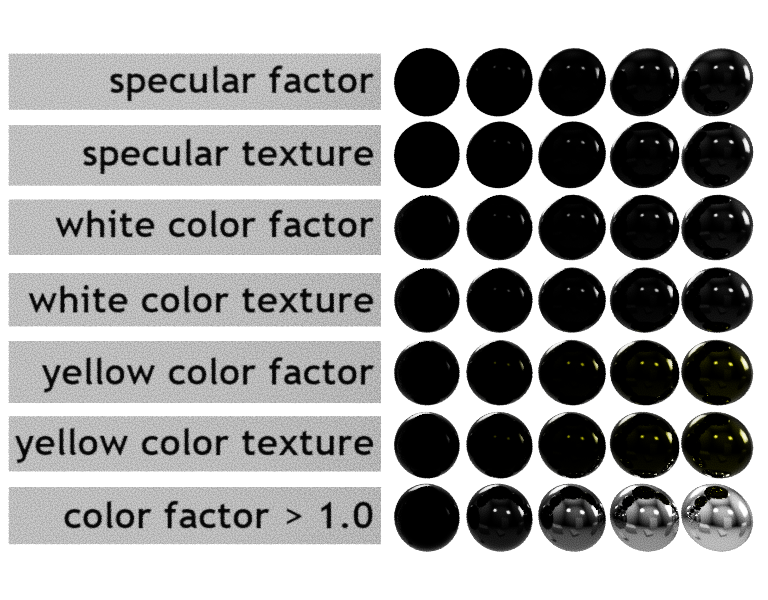 specular factor
specular texture
white color factor
white color texture
yellow color factor
yellow color texture
color factor > 1.0